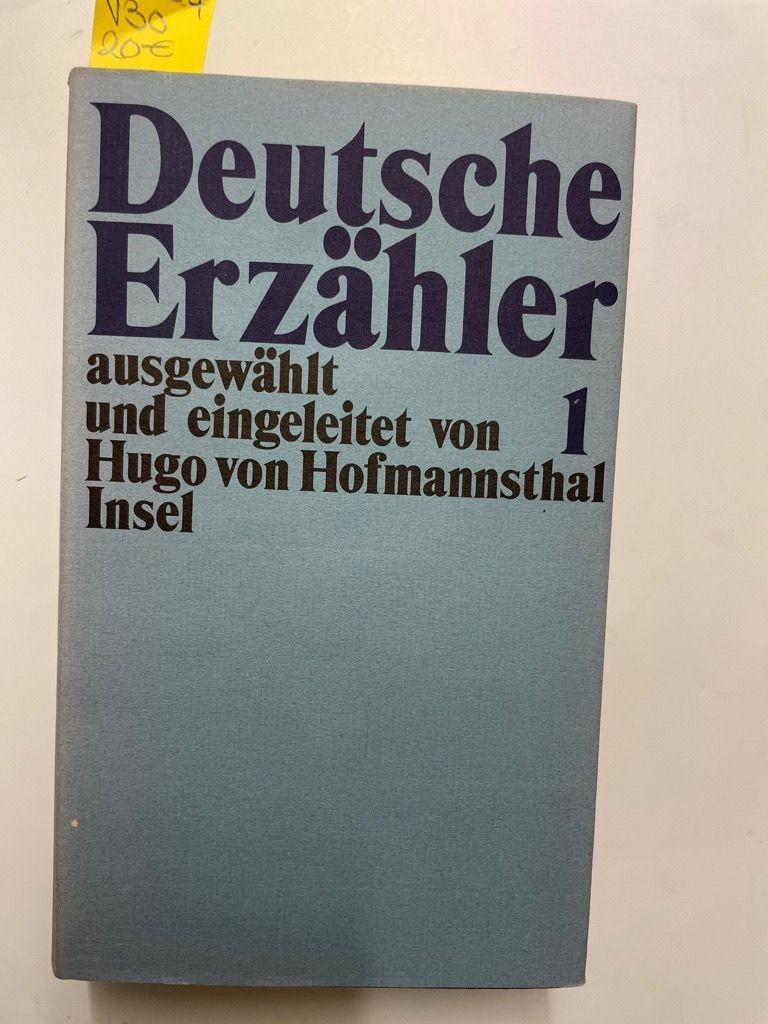 V30
20€
Deutsche
Erzähler
ausgewählt
und eingeleitet von 1
Hugo von Hofmannsthal
Insel